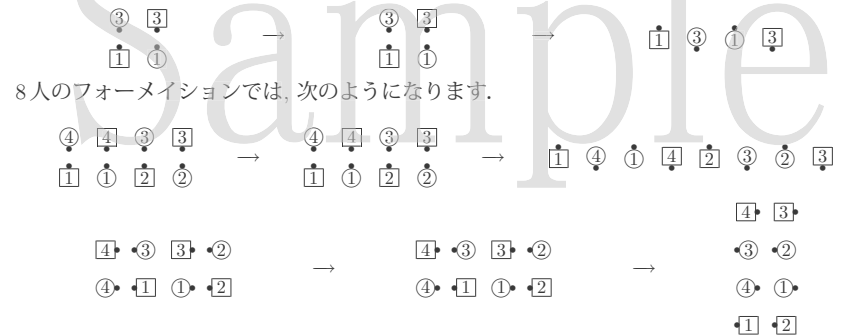 ③ 3 → ③ 3 → 1 ③ ① 3
1 ① 1 ①
8人のフォーメイションでは, 次のようになります.
④ 4 ③ 3 → ④ 4 ③ 3 → 1 ④ ① 4 2 ③ ② 3
1 ① 2 ② 1 ① 2 ②
4 3
4 ③ 3 ② → 4 ③ 3 ② → ③ ②
④ 1 ① 2 ④ 1 ① 2 ④ ①
1 2
Sample